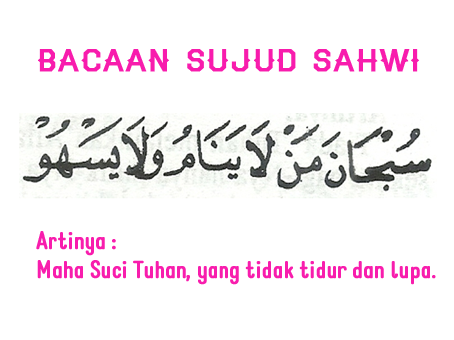 BACAAN SUJUD SAHWI
سُبْحَانَ مَنْ لَا يَنَامُ وَلَا يَسْهُوْ
Artinya :
Maha Suci Tuhan, yang tidak tidur dan lupa.